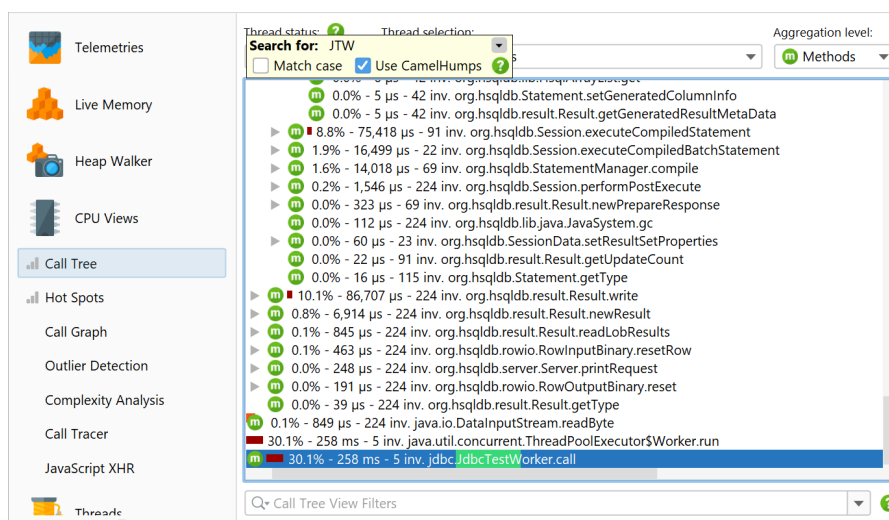 Telemetries
Live Memory
Heap Walker
CPU Views
Call Tree
Hot Spots
Call Graph
Outlier Detection
Complexity Analysis
Call Tracer
JavaScript XHR
Threads
Thread status:
Thread selection:
Aggregation level:
Search for: JTW
Match case
Use CamelHumps
Methods
0.0% - 5 µs - 42 inv. org.hsqldb.Statement.setGeneratedColumnInfo
0.0% - 5 µs - 42 inv. org.hsqldb.result.Result.getGeneratedResultMetaData
8.8% - 75,418 µs - 91 inv. org.hsqldb.Session.executeCompiledStatement
1.9% - 16,499 µs - 22 inv. org.hsqldb.Session.executeCompiledBatchStatement
1.6% - 14,018 µs - 69 inv. org.hsqldb.StatementManager.compile
0.2% - 1,546 µs - 224 inv. org.hsqldb.Session.performPostExecute
0.0% - 323 µs - 69 inv. org.hsqldb.result.Result.newPrepareResponse
0.0% - 112 µs - 224 inv. org.hsqldb.lib.java.JavaSystem.gc
0.0% - 60 µs - 23 inv. org.hsqldb.SessionData.setResultSetProperties
0.0% - 22 µs - 91 inv. org.hsqldb.result.Result.getUpdateCount
0.0% - 16 µs - 115 inv. org.hsqldb.Statement.getType
10.1% - 86,707 µs - 224 inv. org.hsqldb.result.Result.write
0.8% - 6,914 µs - 224 inv. org.hsqldb.result.Result.newResult
0.1% - 845 µs - 224 inv. org.hsqldb.result.Result.readLobResults
0.1% - 463 µs - 224 inv. org.hsqldb.rowio.RowInputBinary.resetRow
0.0% - 248 µs - 224 inv. org.hsqldb.server.Server.printRequest
0.0% - 191 µs - 224 inv. org.hsqldb.rowio.RowOutputBinary.reset
0.0% - 39 µs - 224 inv. org.hsqldb.result.Result.getType
0.1% - 849 µs - 224 inv. java.io.DataInputStream.readByte
30.1% - 258 ms - 5 inv. java.util.concurrent.ThreadPoolExecutor$Worker.run
30.1% - 258 ms - 5 inv. jdbc.JdbcTestWorker.call
Call Tree View Filters